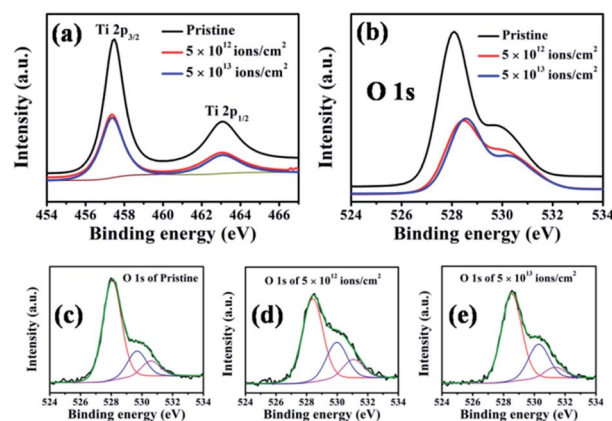 (a)
Ti 2p3/2
Ti 2p1/2
Pristine
5 × 10¹² ions/cm²
5 × 10¹³ ions/cm²
Intensity (a.u.)
454 456 458 460 462 464 466
Binding energy (eV)
(b)
O 1s
Pristine
5 × 10¹² ions/cm²
5 × 10¹³ ions/cm²
Intensity (a.u.)
524 526 528 530 532 534
Binding energy (eV)
(c)
O 1s of Pristine
Intensity (a.u.)
524 526 528 530 532 534
Binding energy (eV)
(d)
O 1s of 5 × 10¹² ions/cm²
Intensity (a.u.)
524 526 528 530 532 534
Binding energy (eV)
(e)
O 1s of 5 × 10¹³ ions/cm²
Intensity (a.u.)
524 526 528 530 532 534
Binding energy (eV)